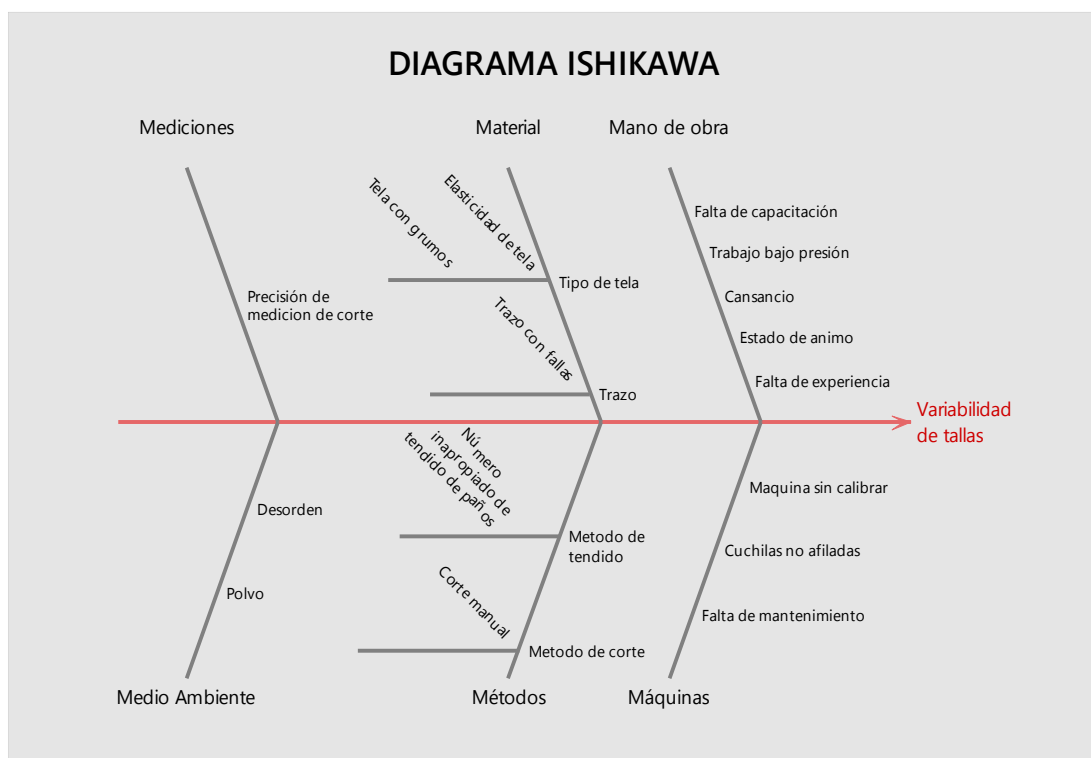 DIAGRAMA ISHIKAWA
Mediciones
Material
Mano de obra
Tela con grumos
Elasticidad de tela
Tipo de tela
Trazo con fallas
Trazo
Precisión de
medicion de corte
Falta de capacitación
Trabajo bajo presión
Cansancio
Estado de animo
Falta de experiencia
Variabilidad
de tallas
Desorden
Polvo
Número
inapropiado de
tendido de paños
Metodo de
tendido
Corte manual
Metodo de corte
Maquina sin calibrar
Cuchilas no afiladas
Falta de mantenimiento
Medio Ambiente
Métodos
Máquinas